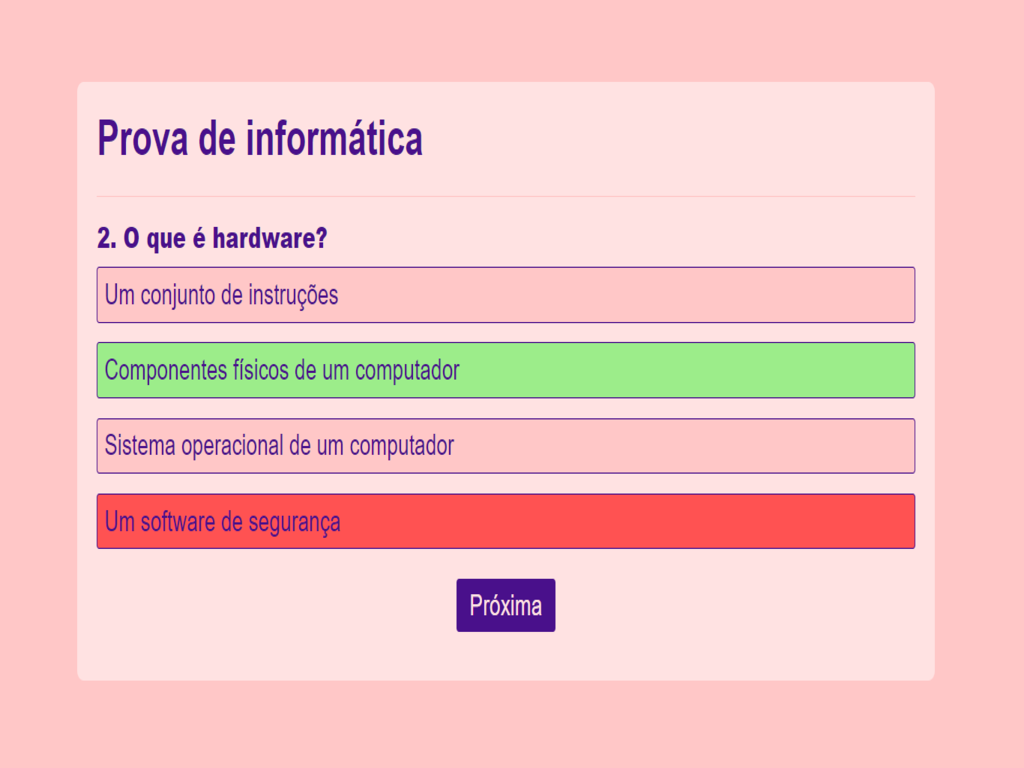 Prova de informática
2. O que é hardware?
Um conjunto de instruções
Componentes físicos de um computador
Sistema operacional de um computador
Um software de segurança
Próxima